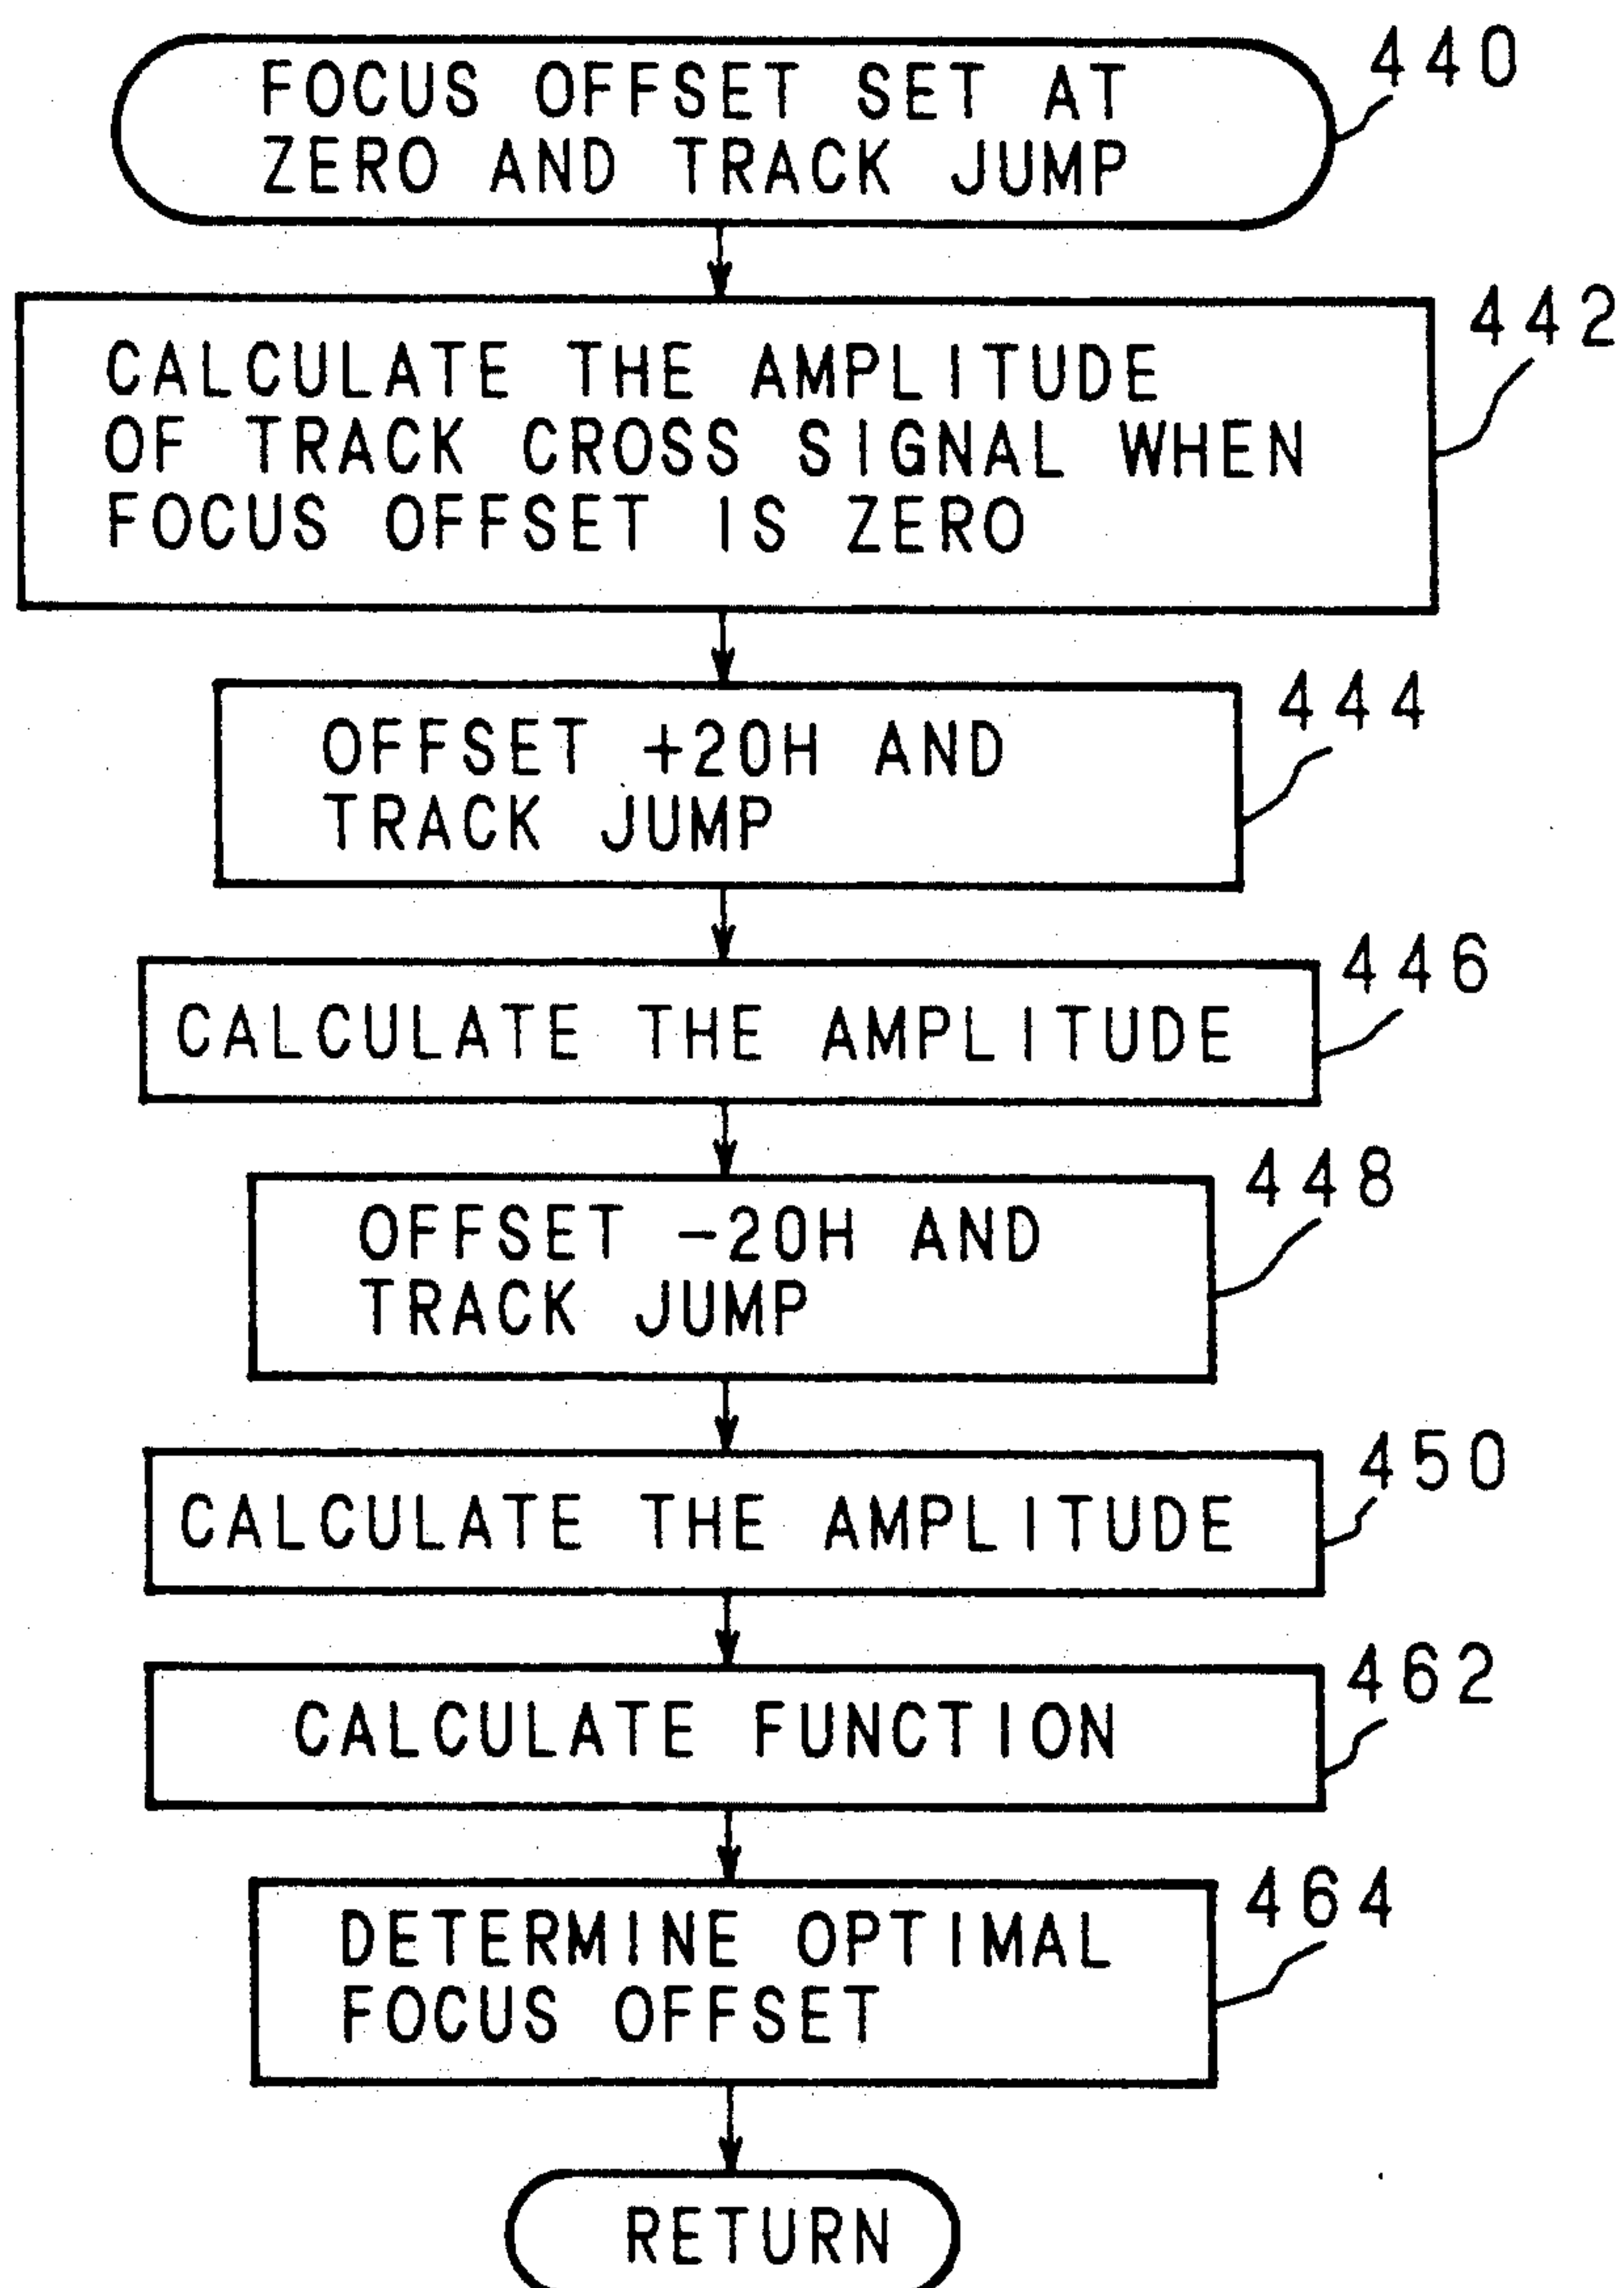 FOCUS OFFSET SET AT
ZERO AND TRACK JUMP
440
CALCULATE THE AMPLITUDE
OF TRACK CROSS SIGNAL WHEN
FOCUS OFFSET IS ZERO
442
OFFSET +20H AND
TRACK JUMP
444
CALCULATE THE AMPLITUDE
446
OFFSET -20H AND
TRACK JUMP
448
CALCULATE THE AMPLITUDE
450
CALCULATE FUNCTION
462
DETERMINE OPTIMAL
FOCUS OFFSET
464
RETURN